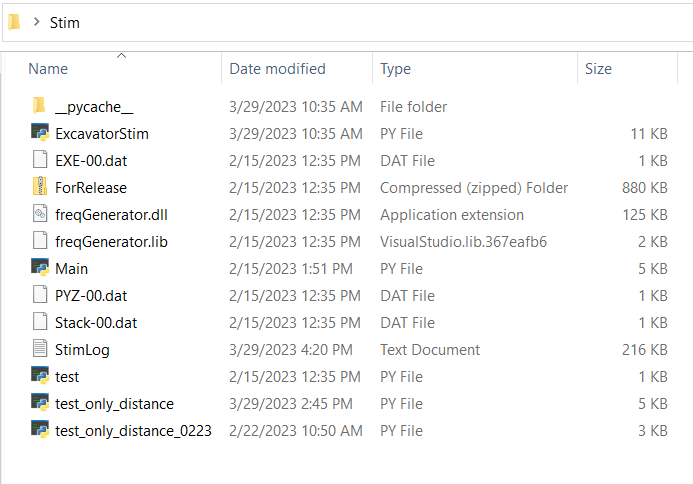 Stim
Name Date modified Type Size
__pycache__ 3/29/2023 10:35 AM File folder
ExcavatorStim 3/29/2023 10:35 AM PY File 11 KB
EXE-00.dat 2/15/2023 12:35 PM DAT File 1 KB
ForRelease 2/15/2023 12:35 PM Compressed (zipped) Folder 880 KB
freqGenerator.dll 2/15/2023 12:35 PM Application extension 125 KB
freqGenerator.lib 2/15/2023 12:35 PM VisualStudio.lib.367eafb6 2 KB
Main 2/15/2023 1:51 PM PY File 5 KB
PYZ-00.dat 2/15/2023 12:35 PM DAT File 1 KB
Stack-00.dat 2/15/2023 12:35 PM DAT File 1 KB
StimLog 3/29/2023 4:20 PM Text Document 216 KB
test 2/15/2023 12:35 PM PY File 1 KB
test_only_distance 3/29/2023 2:45 PM PY File 5 KB
test_only_distance_0223 2/22/2023 10:50 AM PY File 3 KB